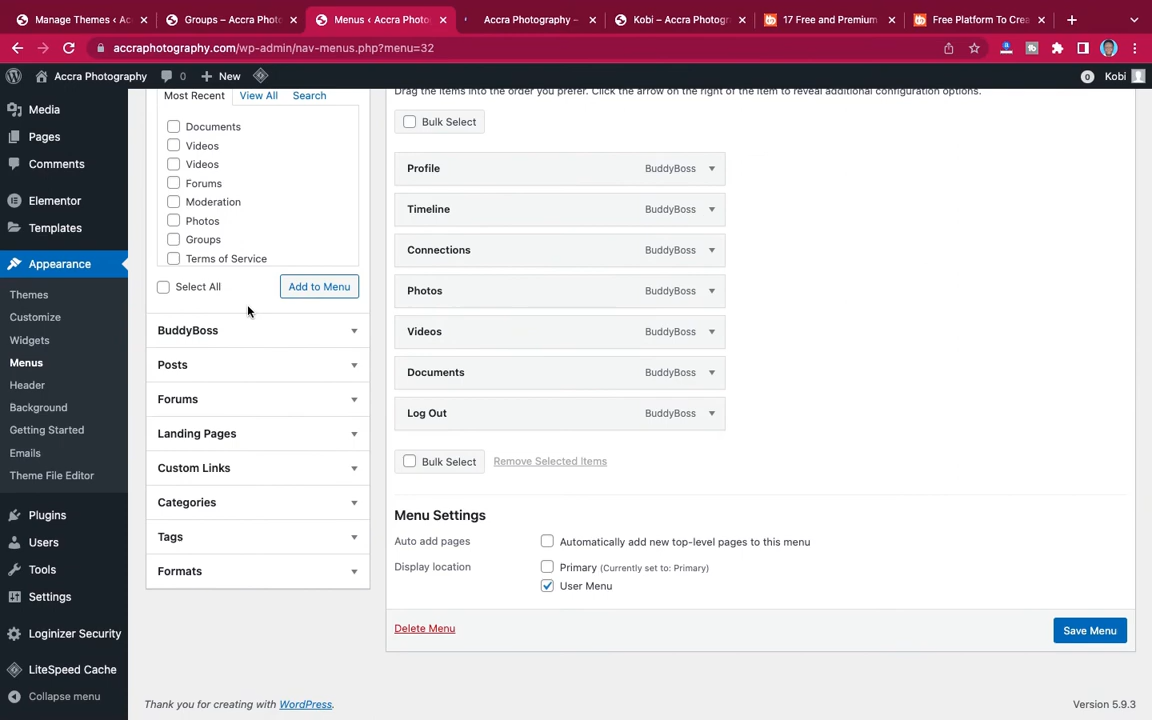 Manage Themes ‹ Ac
Groups – Accra Photo
Menus ‹ Accra Photo
Accra Photography –
Kobi – Accra Photogra
17 Free and Premium
Free Platform To Crea
accraphotography.com/wp-admin/nav-menus.php?menu=32
Accra Photography
0
New
0
Kobi
Media
Pages
Comments
Elementor
Templates
Appearance
Themes
Customize
Widgets
Menus
Header
Background
Getting Started
Emails
Theme File Editor
Plugins
Users
Tools
Settings
Loginizer Security
LiteSpeed Cache
Collapse menu
Most Recent
View All
Search
Documents
Videos
Videos
Forums
Moderation
Photos
Groups
Terms of Service
Select All
Add to Menu
BuddyBoss
Posts
Forums
Landing Pages
Custom Links
Categories
Tags
Formats
Drag the items into the order you prefer. Click the arrow on the right of the item to reveal additional configuration options.
Bulk Select
Profile BuddyBoss
Timeline BuddyBoss
Connections BuddyBoss
Photos BuddyBoss
Videos BuddyBoss
Documents BuddyBoss
Log Out BuddyBoss
Bulk Select Remove Selected Items
Menu Settings
Auto add pages Automatically add new top-level pages to this menu
Display location Primary (Currently set to: Primary)
User Menu
Delete Menu
Save Menu
Thank you for creating with WordPress.
Version 5.9.3